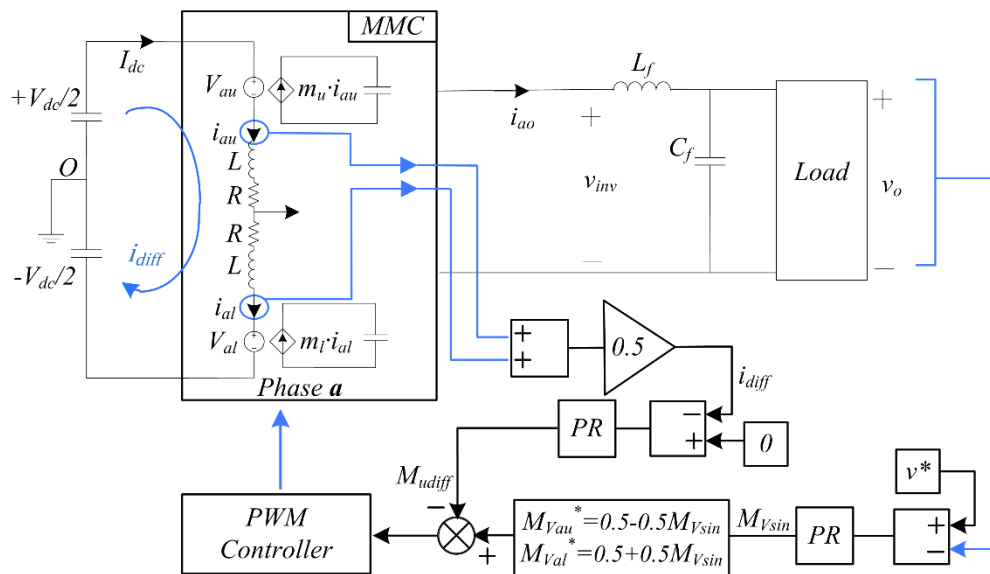 MMC
I_dc
L_f
V_au
m_u·i_au
+V_dc/2
i_ao
+
+
i_au
L
C_f
O
R
v_inv
Load
v_o
R
i_diff
L
-V_dc/2
–
–
i_al
V_al
m_l·i_al
+
+
0.5
Phase a
i_diff
PR
–
+
0
M_udiff
v*
–
PWM
Controller
+
M_Vau*=0.5-0.5M_Vsin
M_Val*=0.5+0.5M_Vsin
M_Vsin
PR
+
–